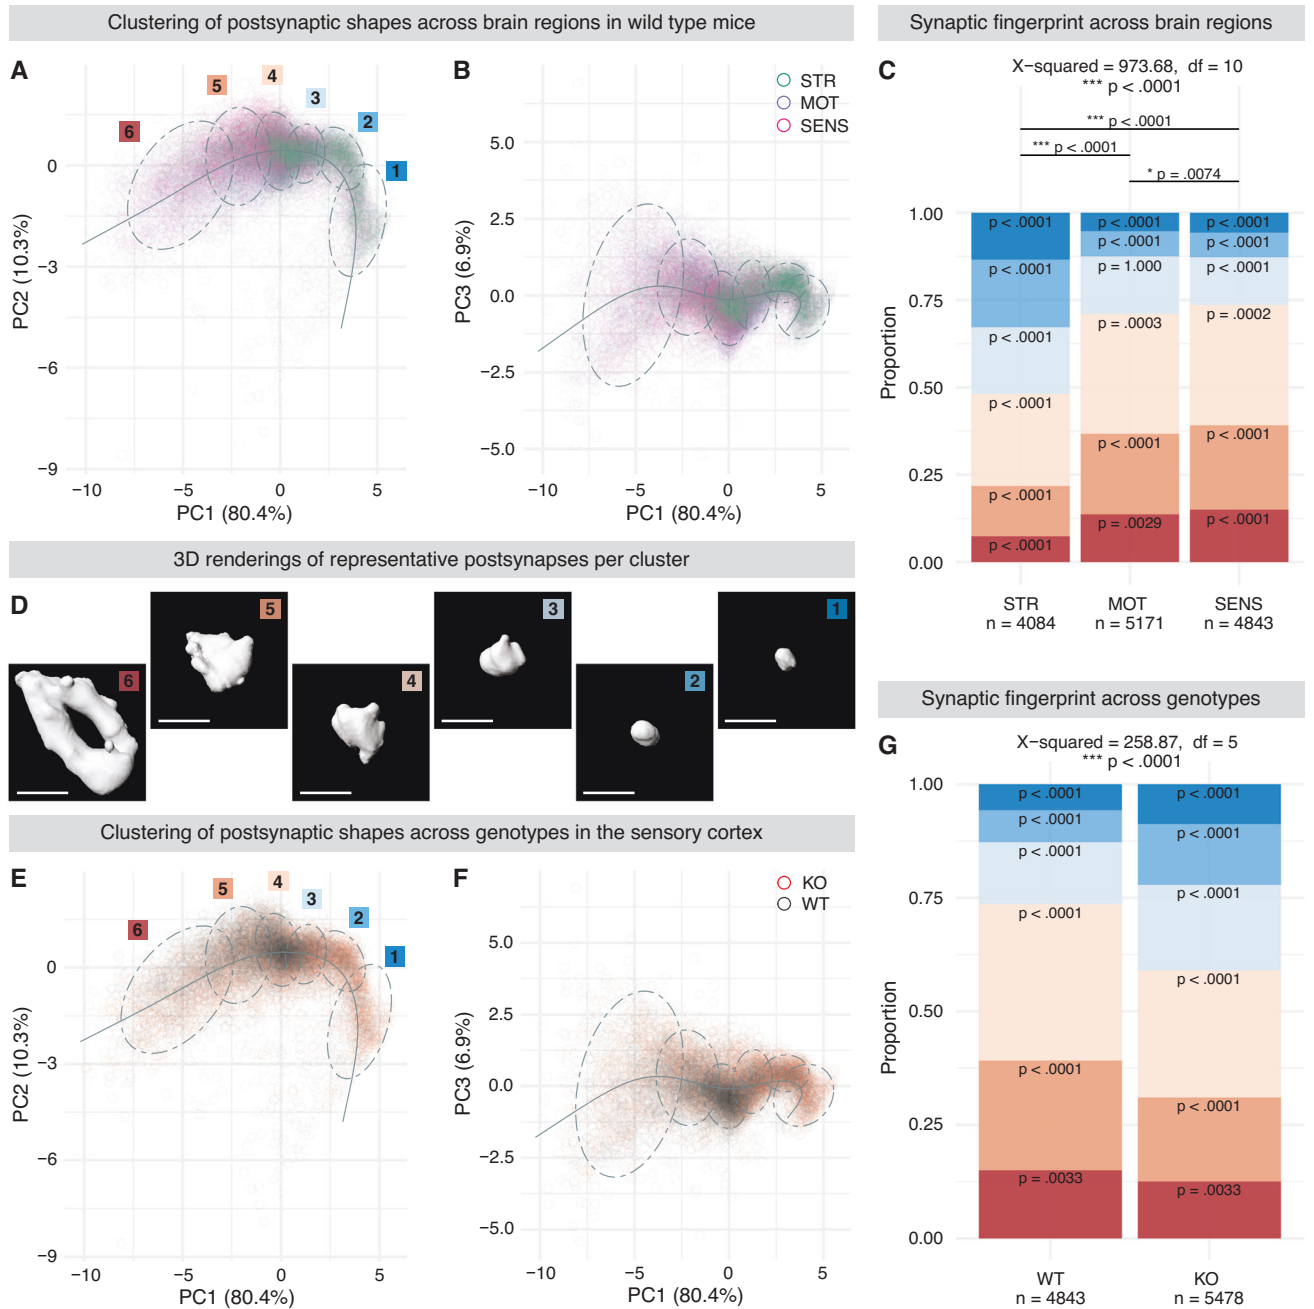 Clustering of postsynaptic shapes across brain regions in wild type mice
A
5
4
3
2
6
1
0
−3
−6
−9
−10
−5
0
5
PC2 (10.3%)
PC1 (80.4%)
B
STR
MOT
SENS
5.0
2.5
0.0
−2.5
−5.0
−10
−5
0
5
PC3 (6.9%)
PC1 (80.4%)
Synaptic fingerprint across brain regions
C
X−squared = 973.68, df = 10
*** p < .0001
*** p < .0001
*** p < .0001
* p = .0074
1.00
0.75
0.50
0.25
0.00
Proportion
p < .0001
p < .0001
p < .0001
p < .0001
p < .0001
p < .0001
p < .0001
p < .0001
p = 1.000
p = .0003
p < .0001
p = .0029
p < .0001
p < .0001
p < .0001
p = .0002
p < .0001
p < .0001
STR
n = 4084
MOT
n = 5171
SENS
n = 4843
3D renderings of representative postsynapses per cluster
D
6
5
4
3
2
1
Clustering of postsynaptic shapes across genotypes in the sensory cortex
E
5
4
3
2
6
1
0
−3
−6
−9
−10
−5
0
5
PC2 (10.3%)
PC1 (80.4%)
F
KO
WT
5.0
2.5
0.0
−2.5
−5.0
−10
−5
0
5
PC3 (6.9%)
PC1 (80.4%)
Synaptic fingerprint across genotypes
G
X−squared = 258.87, df = 5
*** p < .0001
1.00
0.75
0.50
0.25
0.00
Proportion
p < .0001
p < .0001
p < .0001
p < .0001
p < .0001
p = .0033
p < .0001
p < .0001
p < .0001
p < .0001
p < .0001
p = .0033
WT
n = 4843
KO
n = 5478